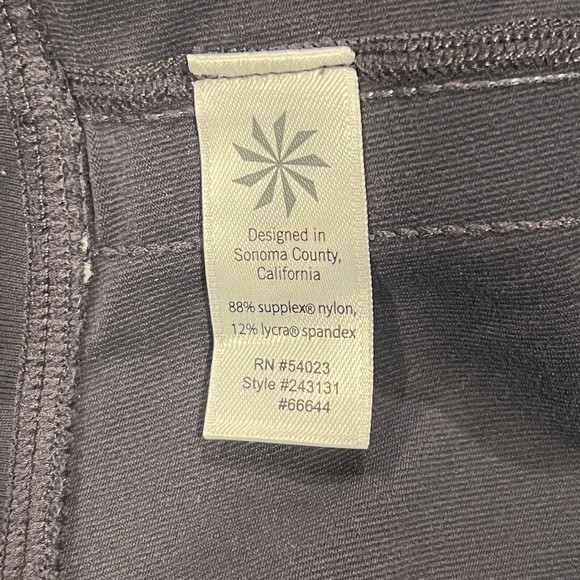 Designed in
Sonoma County,
California
88% supplex® nylon,
12% lycra® spandex
RN #54023
Style #243131
#66644